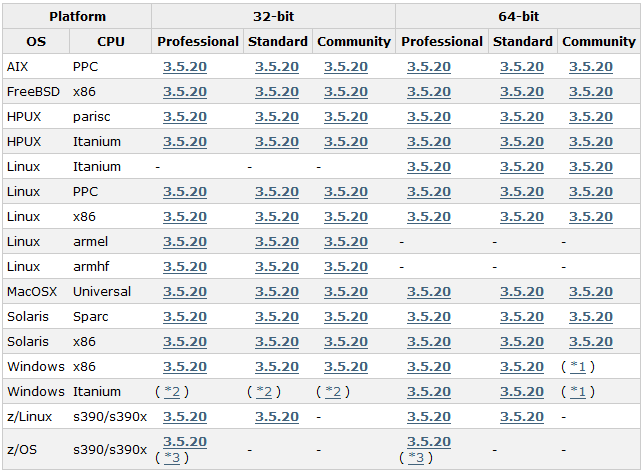 Platform 32-bit 64-bit
OS CPU Professional Standard Community Professional Standard Community
AIX PPC 3.5.20 3.5.20 3.5.20 3.5.20 3.5.20 3.5.20
FreeBSD x86 3.5.20 3.5.20 3.5.20 3.5.20 3.5.20 3.5.20
HPUX parisc 3.5.20 3.5.20 3.5.20 3.5.20 3.5.20 3.5.20
HPUX Itanium 3.5.20 3.5.20 3.5.20 3.5.20 3.5.20 3.5.20
Linux Itanium - - - 3.5.20 3.5.20 3.5.20
Linux PPC 3.5.20 3.5.20 3.5.20 3.5.20 3.5.20 3.5.20
Linux x86 3.5.20 3.5.20 3.5.20 3.5.20 3.5.20 3.5.20
Linux armel 3.5.20 3.5.20 3.5.20 - - -
Linux armhf 3.5.20 3.5.20 3.5.20 - - -
MacOSX Universal 3.5.20 3.5.20 3.5.20 3.5.20 3.5.20 3.5.20
Solaris Sparc 3.5.20 3.5.20 3.5.20 3.5.20 3.5.20 3.5.20
Solaris x86 3.5.20 3.5.20 3.5.20 3.5.20 3.5.20 3.5.20
Windows x86 3.5.20 3.5.20 3.5.20 3.5.20 3.5.20 ( *1 )
Windows Itanium ( *2 ) ( *2 ) ( *2 ) 3.5.20 3.5.20 ( *1 )
z/Linux s390/s390x 3.5.20 3.5.20 - 3.5.20 3.5.20 -
z/OS s390/s390x 3.5.20 ( *3 ) - - 3.5.20 ( *3 ) - -